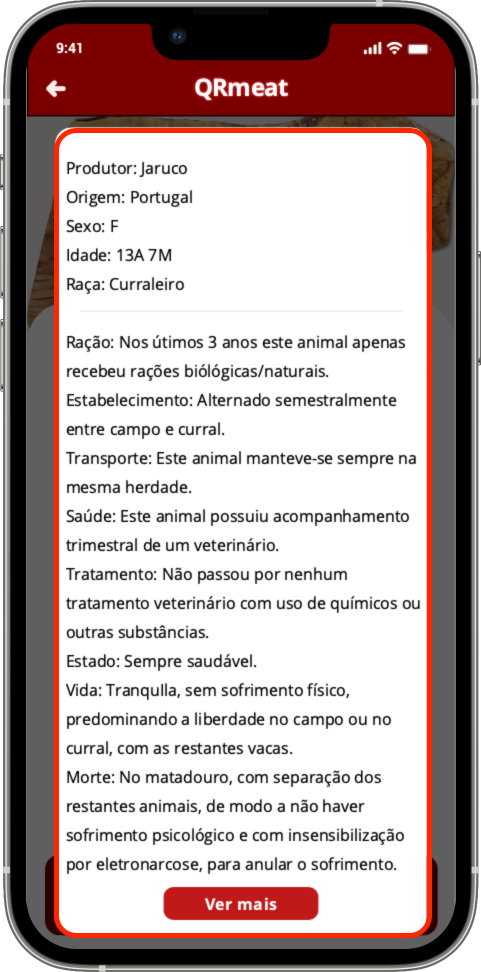 9:41
QRmeat
Produtor: Jaruco
Origem: Portugal
Sexo: F
Idade: 13A 7M
Raça: Curraleiro
Ração: Nos útimos 3 anos este animal apenas
recebeu rações biólógicas/naturais.
Estabelecimento: Alternado semestralmente
entre campo e curral.
Transporte: Este animal manteve-se sempre na
mesma herdade.
Saúde: Este animal possuiu acompanhamento
trimestral de um veterinário.
Tratamento: Não passou por nenhum
tratamento veterinário com uso de químicos ou
outras substâncias.
Estado: Sempre saudável.
Vida: TranquIla, sem sofrimento físico,
predominando a liberdade no campo ou no
curral, com as restantes vacas.
Morte: No matadouro, com separação dos
restantes animais, de modo a não haver
sofrimento psicológico e com insensibilização
por eletronarcose, para anular o sofrimento.
Ver mais